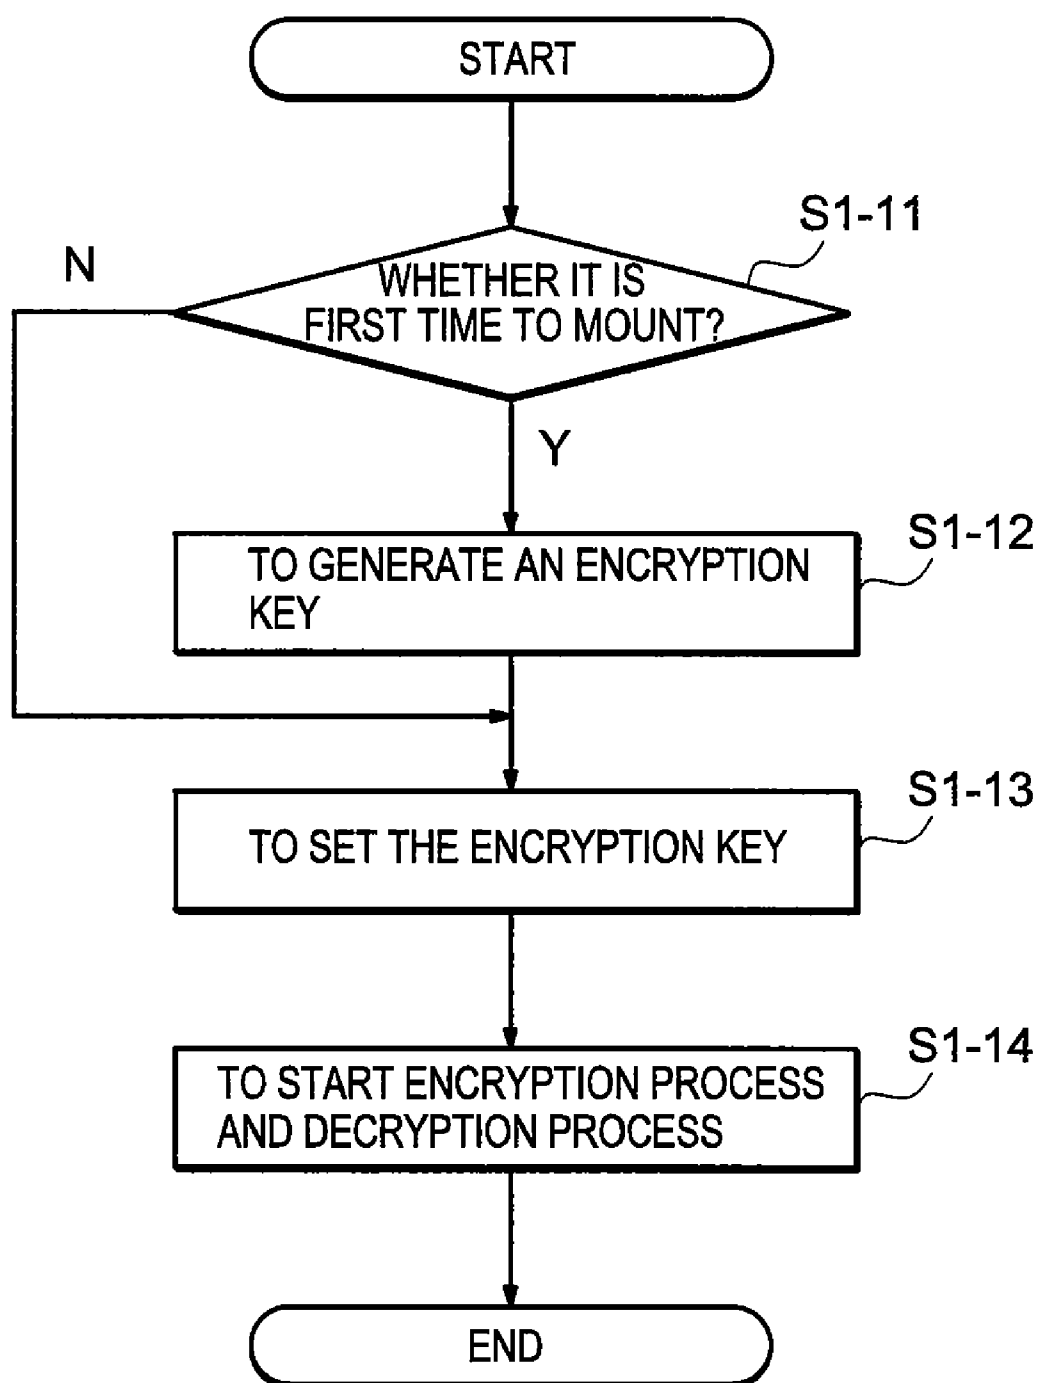 START
S1-11
N
WHETHER IT IS
FIRST TIME TO MOUNT?
Y
S1-12
TO GENERATE AN ENCRYPTION
KEY
S1-13
TO SET THE ENCRYPTION KEY
S1-14
TO START ENCRYPTION PROCESS
AND DECRYPTION PROCESS
END